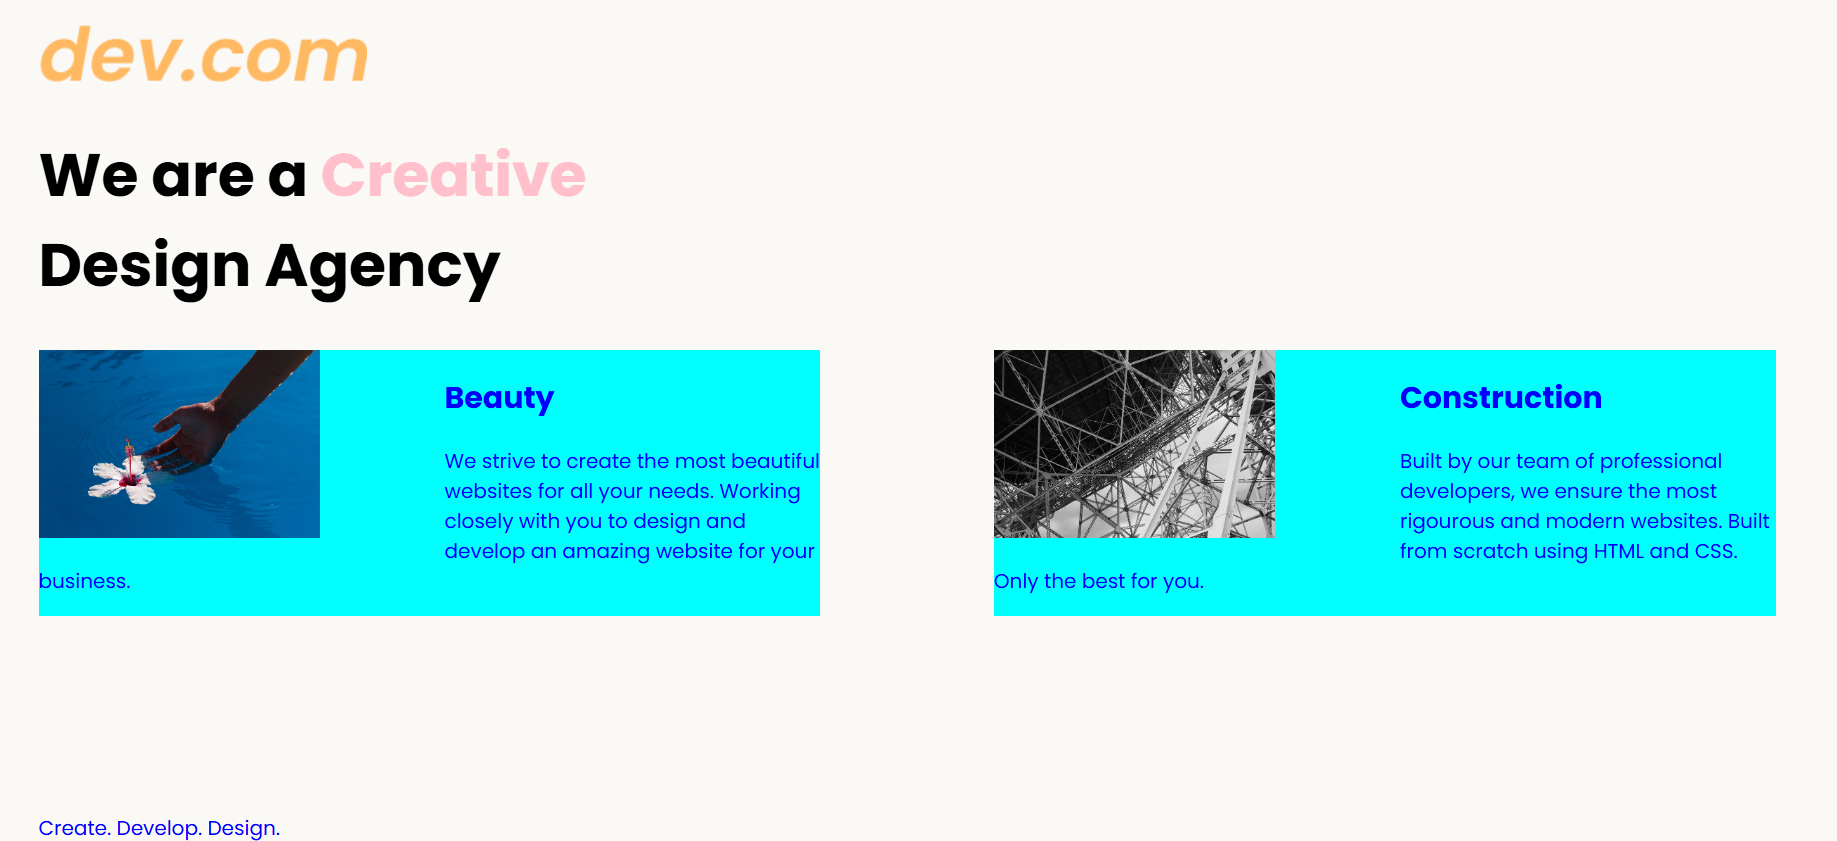 dev.com
We are a Creative
Design Agency
Beauty
We strive to create the most beautiful
websites for all your needs. Working
closely with you to design and
develop an amazing website for your
business.
Construction
Built by our team of professional
developers, we ensure the most
rigourous and modern websites. Built
from scratch using HTML and CSS.
Only the best for you.
Create. Develop. Design.